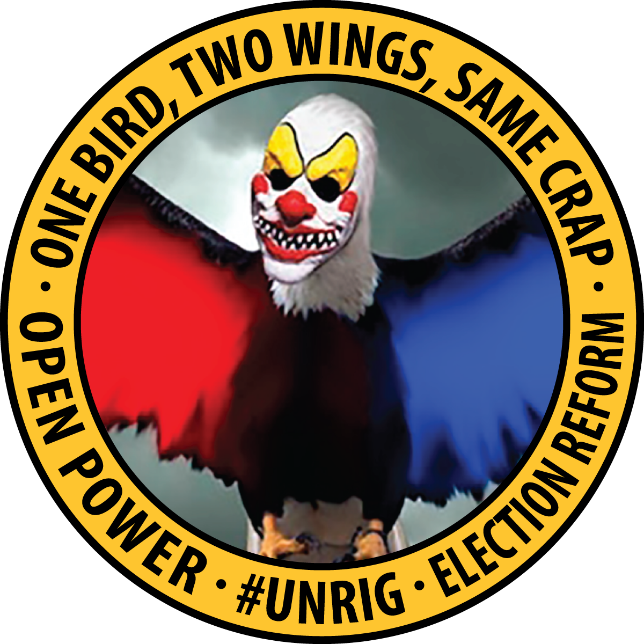 · ONE BIRD, TWO WINGS, SAME CRAP ·
OPEN POWER · #UNRIG · ELECTION REFORM